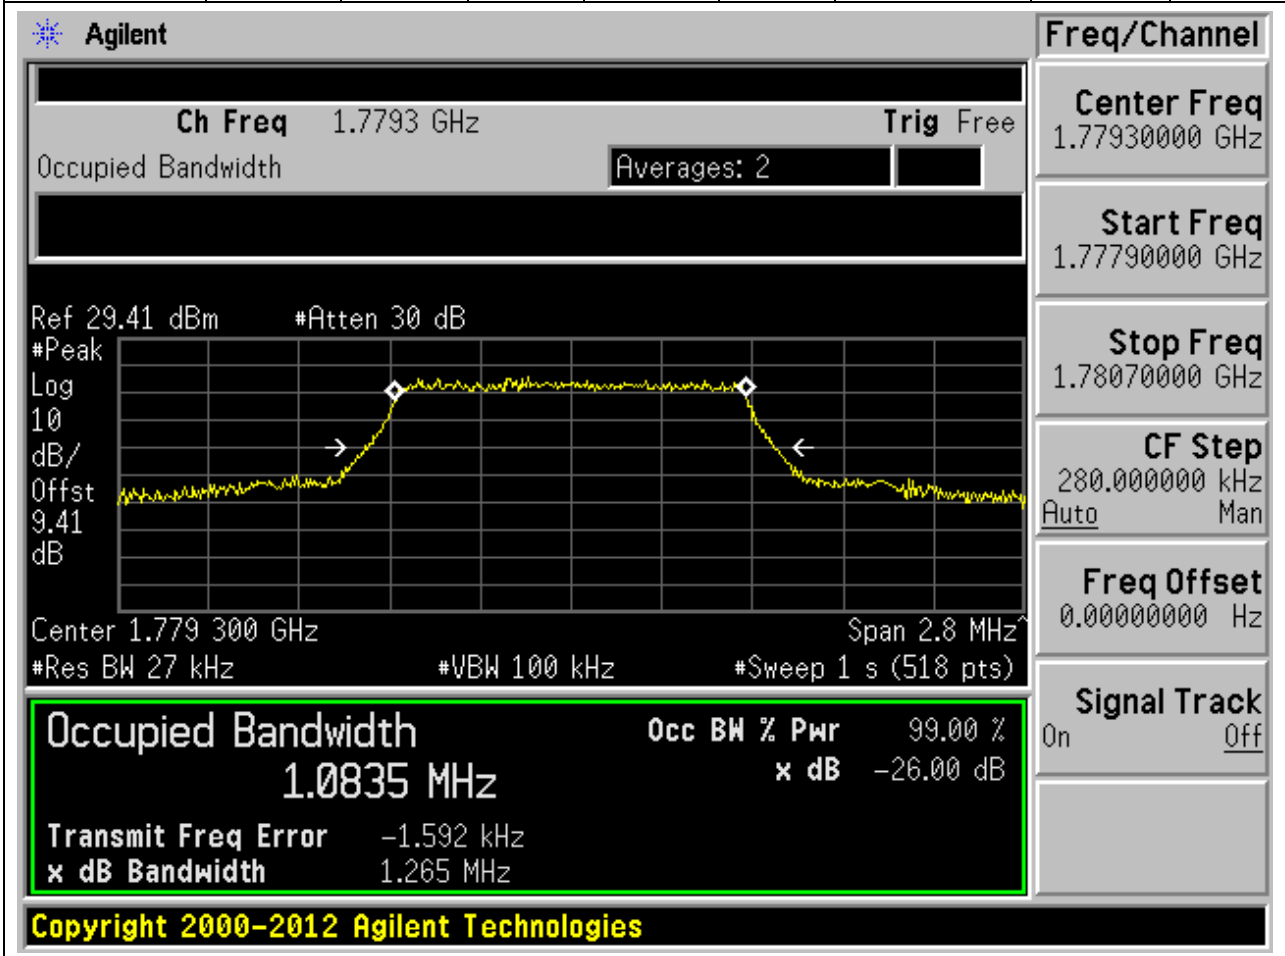 Agilent
Freq/Channel
Ch Freq 1.7793 GHz Trig Free
Occupied Bandwidth Averages: 2
Center Freq
1.77930000 GHz
Start Freq
1.77790000 GHz
Stop Freq
1.78070000 GHz
CF Step
280.000000 kHz
Auto Man
Freq Offset
0.00000000 Hz
Signal Track
On Off
Ref 29.41 dBm #Atten 30 dB
#Peak
Log
10
dB/
Offst
9.41
dB
Center 1.779 300 GHz Span 2.8 MHz^
#Res BW 27 kHz #VBW 100 kHz #Sweep 1 s (518 pts)
Occupied Bandwidth Occ BW % Pwr 99.00 %
1.0835 MHz x dB -26.00 dB
Transmit Freq Error -1.592 kHz
x dB Bandwidth 1.265 MHz
Copyright 2000-2012 Agilent Technologies